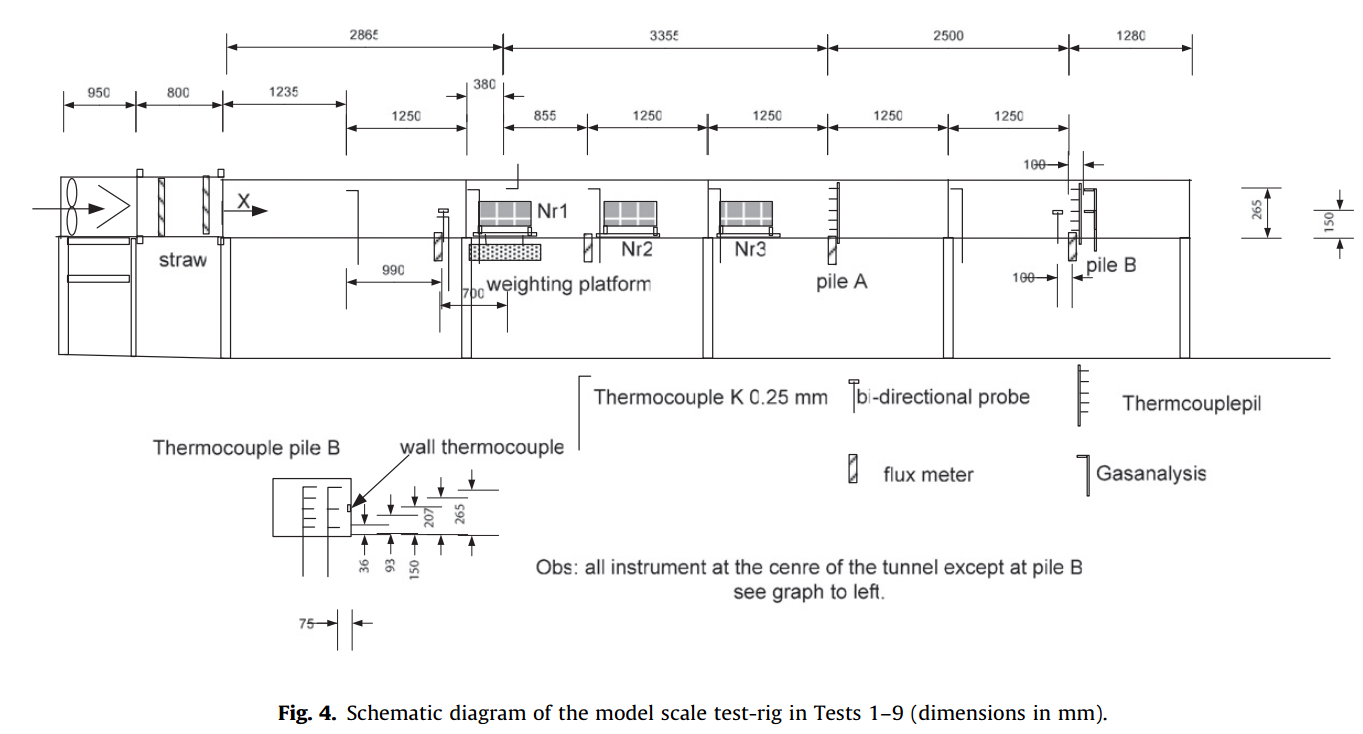 2865
3355
2500
1280
950
800
1235
380
1250
855
1250
1250
1250
1250
100
X
Nr1
265
150
straw
Nr2
Nr3
pile B
990
weighting platform
pile A
100
700
Thermocouple K 0.25 mm
bi-directional probe
Thermcouplepil
Thermocouple pile B
wall thermocouple
flux meter
Gasanalysis
207
265
36
93
150
Obs: all instrument at the cenre of the tunnel except at pile B
see graph to left.
75
Fig. 4. Schematic diagram of the model scale test-rig in Tests 1–9 (dimensions in mm).